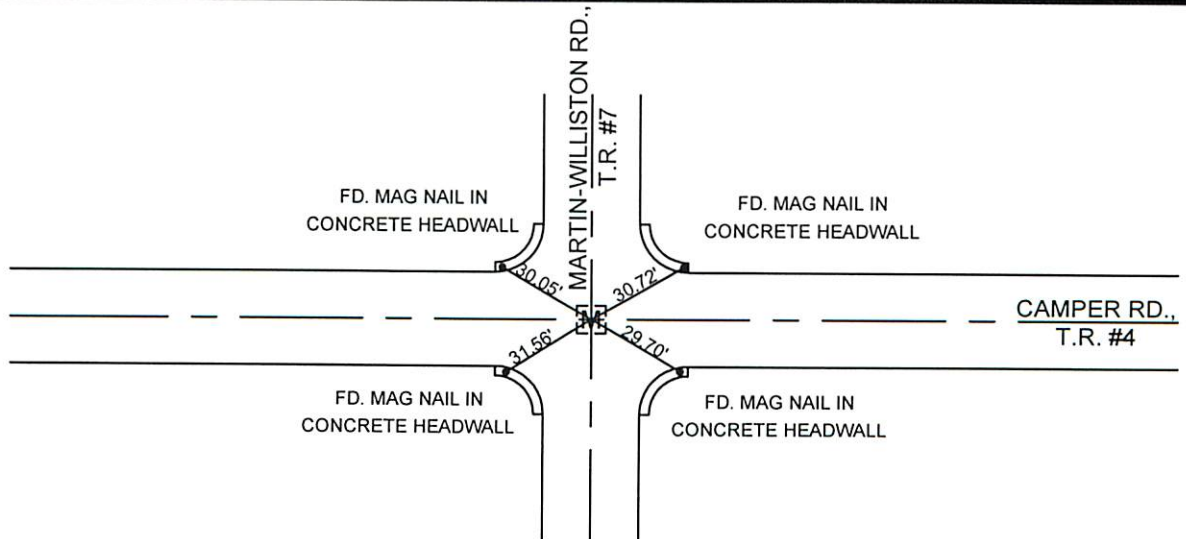 MARTIN-WILLISTON RD.,
T.R. #7
FD. MAG NAIL IN
CONCRETE HEADWALL
FD. MAG NAIL IN
CONCRETE HEADWALL
30.05'
30.72'
CAMPER RD.,
T.R. #4
31.56'
29.70'
FD. MAG NAIL IN
CONCRETE HEADWALL
FD. MAG NAIL IN
CONCRETE HEADWALL